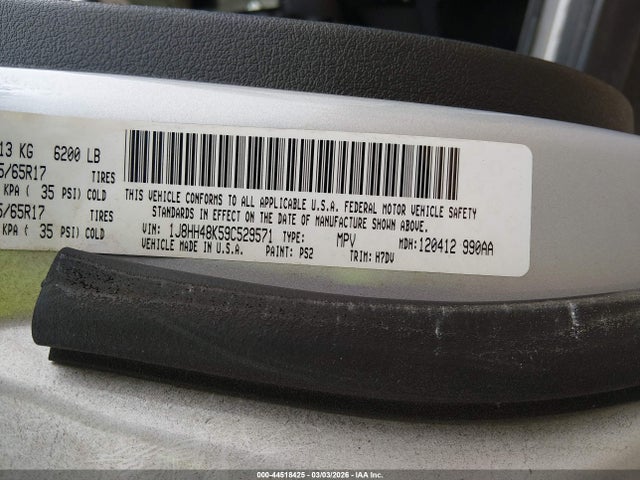 13 KG 6200 LB
5/65R17 TIRES
KPA ( 35 PSI) COLD
5/65R17 TIRES
KPA ( 35 PSI) COLD
THIS VEHICLE CONFORMS TO ALL APPLICABLE U.S.A. FEDERAL MOTOR VEHICLE SAFETY
STANDARDS IN EFFECT ON THE DATE OF MANUFACTURE SHOWN ABOVE.
VIN: 1J8HH48K59C529571 TYPE: MPV MDH: 120412 990AA
VEHICLE MADE IN U.S.A. PAINT: PS2 TRIM: H7DV
000-44518425 - 03/03/2026 - IAA Inc.